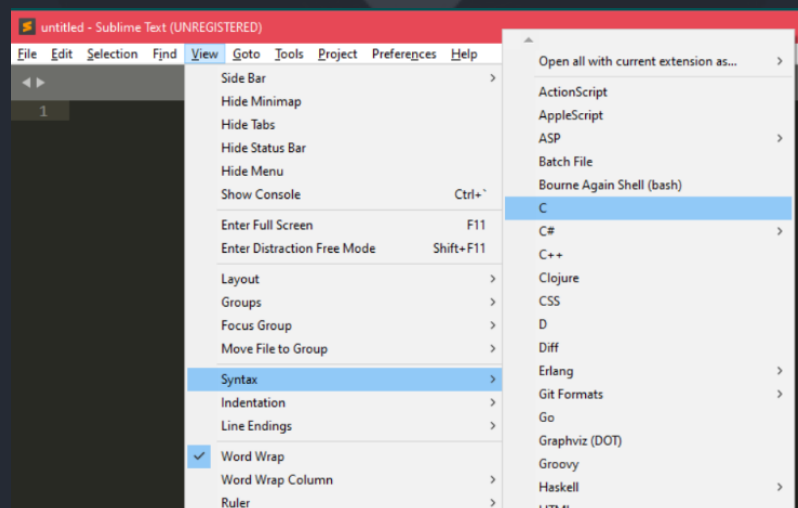 untitled - Sublime Text (UNREGISTERED)
File Edit Selection Find View Goto Tools Project Preferences Help
1
Side Bar
Hide Minimap
Hide Tabs
Hide Status Bar
Hide Menu
Show Console Ctrl+`
Enter Full Screen F11
Enter Distraction Free Mode Shift+F11
Layout
Groups
Focus Group
Move File to Group
Syntax
Indentation
Line Endings
Word Wrap
Word Wrap Column
Ruler
Open all with current extension as...
ActionScript
AppleScript
ASP
Batch File
Bourne Again Shell (bash)
C
C#
C++
Clojure
CSS
D
Diff
Erlang
Git Formats
Go
Graphviz (DOT)
Groovy
Haskell